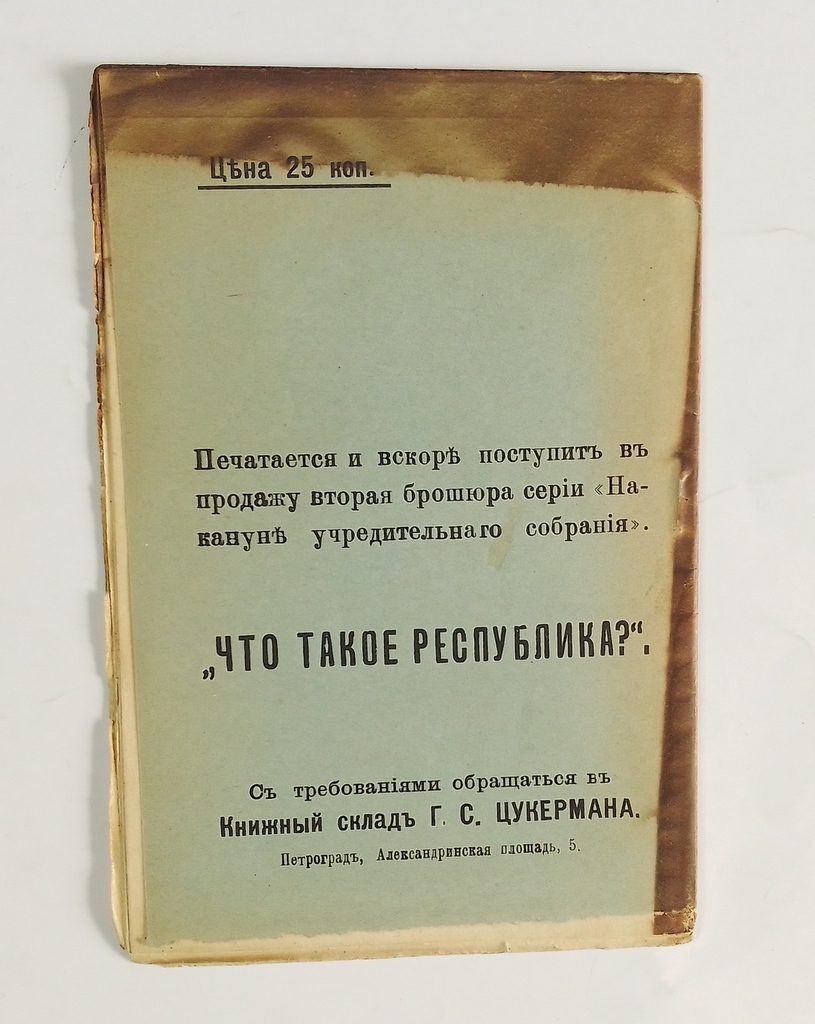 Цѣна 25 коп.
Печатается и вскорѣ поступитъ въ
продажу вторая брошюра серіи «На-
канунѣ учредительнаго собранія».
„ЧТО ТАКОЕ РЕСПУБЛИКА?“.
Съ требованіями обращаться въ
Книжный складъ Г. С. ЦУКЕРМАНА.
Петроградъ, Александринская площадь, 5.